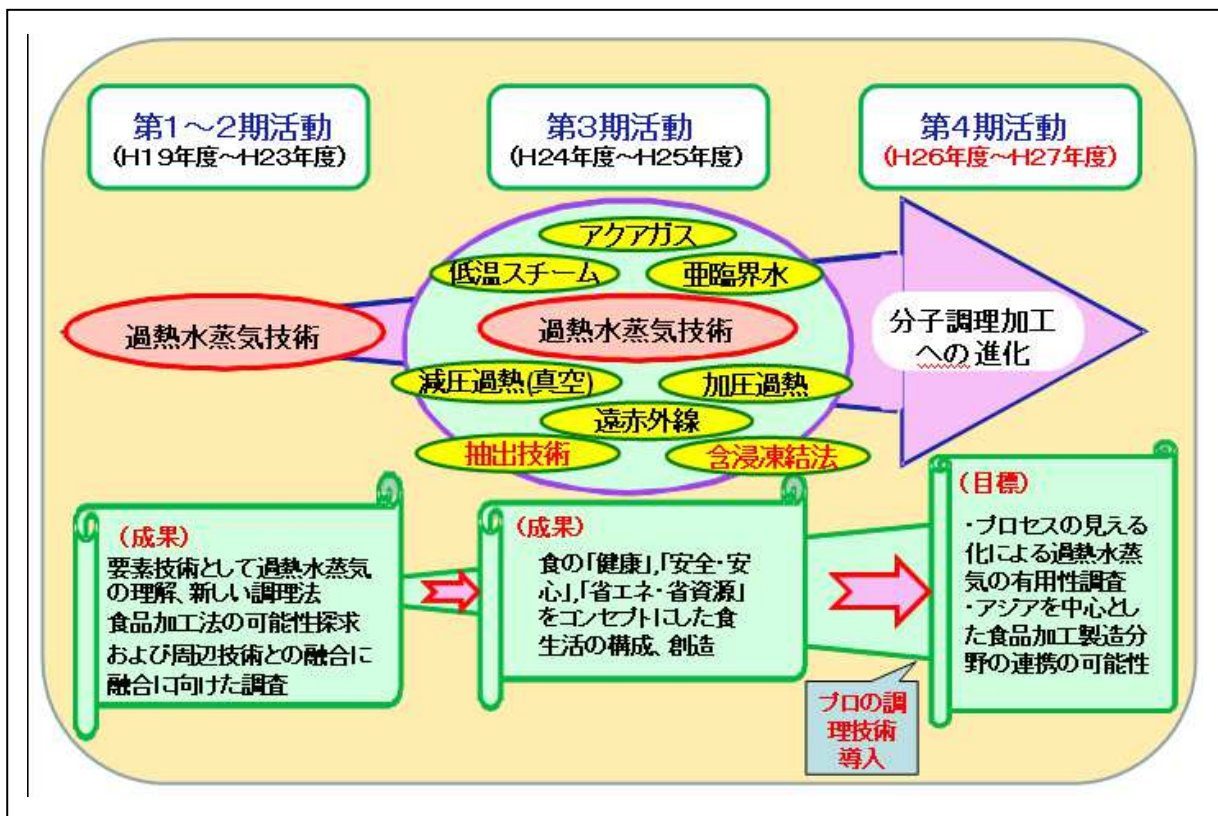 第1~2期活動
(H19年度~H23年度)
第3期活動
(H24年度~H25年度)
第4期活動
(H26年度~H27年度)
過熱水蒸気技術
アクアガス
低温スチーム
亜臨界水
過熱水蒸気技術
減圧過熱(真空)
加圧過熱
遠赤外線
抽出技術
含浸凍結法
分子調理加工
への進化
(成果)
要素技術として過熱水蒸気
の理解、新しい調理法
食品加工法の可能性探求
および周辺技術との融合に
融合に向けた調査
(成果)
食の「健康」,「安全・安
心」,「省エネ・省資源」
をコンセプトにした食
生活の構成、創造
プロの調
理技術
導入
(目標)
・プロセスの見える
化による過熱水蒸
気の有用性調査
・アジアを中心とし
た食品加工製造分
野の連携の可能性